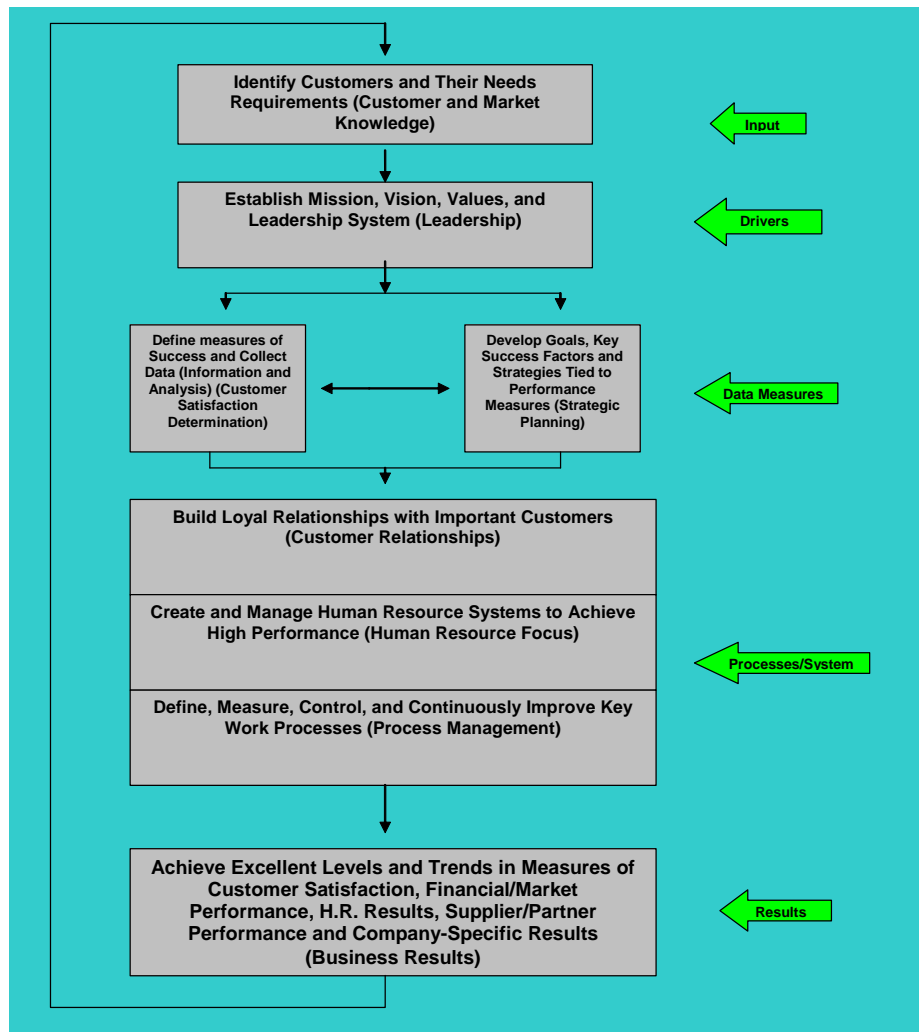 Identify Customers and Their Needs
Requirements (Customer and Market
Knowledge)
Input
Establish Mission, Vision, Values, and
Leadership System (Leadership)
Drivers
Define measures of
Success and Collect
Data (Information and
Analysis) (Customer
Satisfaction
Determination)
Develop Goals, Key
Success Factors and
Strategies Tied to
Performance
Measures (Strategic
Planning)
Data Measures
Build Loyal Relationships with Important Customers
(Customer Relationships)
Create and Manage Human Resource Systems to Achieve
High Performance (Human Resource Focus)
Processes/System
Define, Measure, Control, and Continuously Improve Key
Work Processes (Process Management)
Achieve Excellent Levels and Trends in Measures of
Customer Satisfaction, Financial/Market
Performance, H.R. Results, Supplier/Partner
Performance and Company-Specific Results
(Business Results)
Results